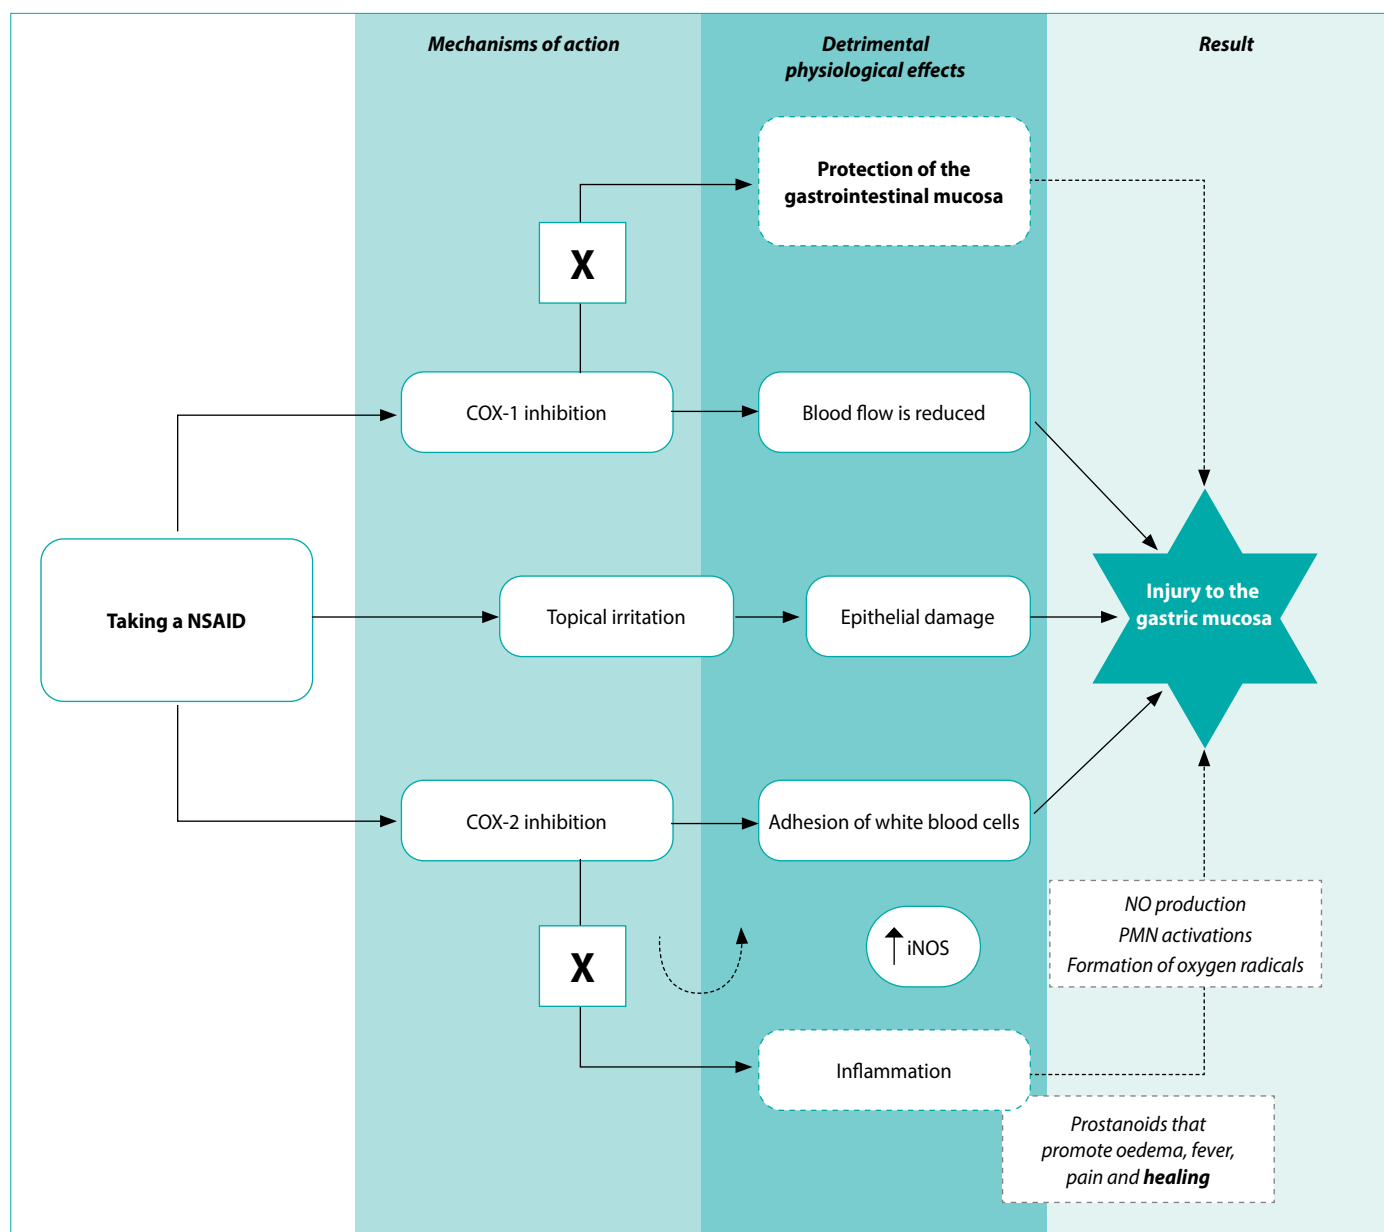 Mechanisms of action
Detrimental
physiological effects
Result
Protection of the
gastrointestinal mucosa
X
COX-1 inhibition
Blood flow is reduced
Taking a NSAID
Topical irritation
Epithelial damage
Injury to the
gastric mucosa
COX-2 inhibition
Adhesion of white blood cells
X
iNOS
NO production
PMN activations
Formation of oxygen radicals
Inflammation
Prostanoids that
promote oedema, fever,
pain and healing